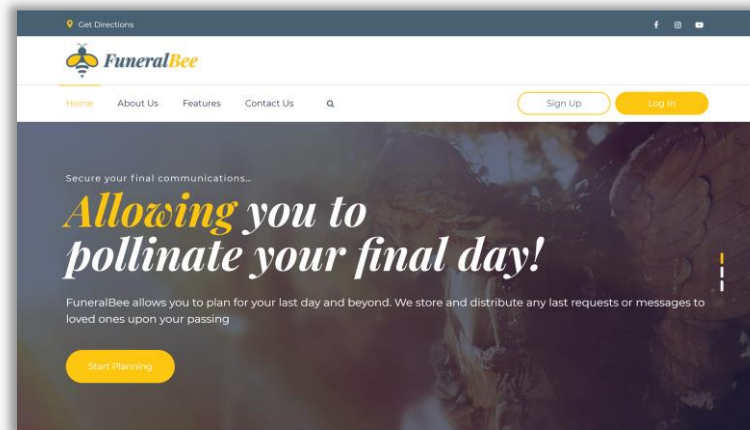 Get Directions
FuneralBee
Home About Us Features Contact Us Sign Up Log In
Secure your final communications...
Allowing you to
pollinate your final day!
FuneralBee allows you to plan for your last day and beyond. We store and distribute any last requests or messages to
loved ones upon your passing
Start Planning